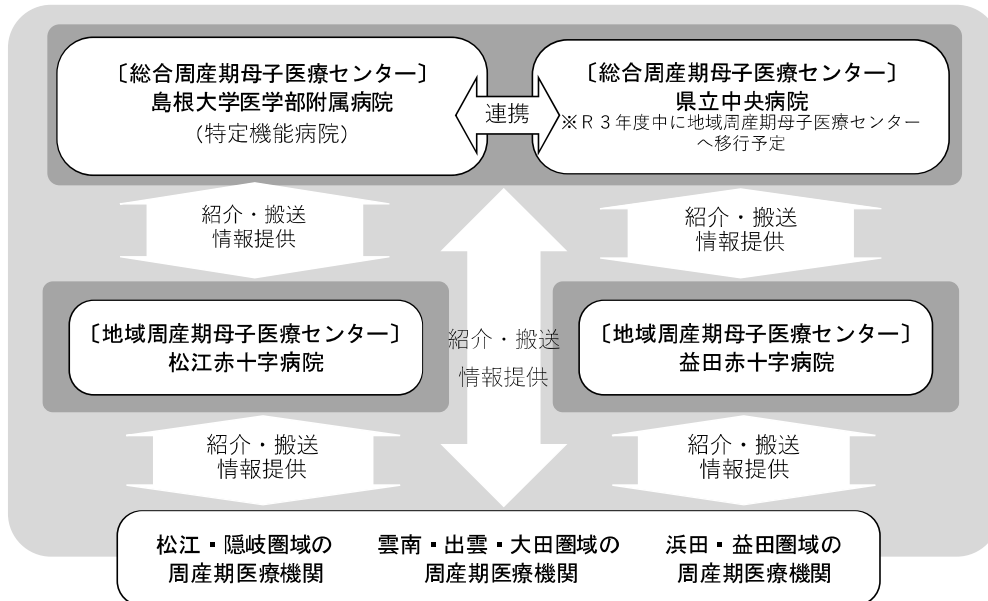 〔総合周産期母子医療センター〕
島根大学医学部附属病院
（特定機能病院）
連携
〔総合周産期母子医療センター〕
県立中央病院
※Ｒ３年度中に地域周産期母子医療センター
へ移行予定
紹介・搬送
情報提供
紹介・搬送
情報提供
〔地域周産期母子医療センター〕
松江赤十字病院
紹介・搬送
情報提供
〔地域周産期母子医療センター〕
益田赤十字病院
紹介・搬送
情報提供
紹介・搬送
情報提供
松江・隠岐圏域の
周産期医療機関
雲南・出雲・大田圏域の
周産期医療機関
浜田・益田圏域の
周産期医療機関